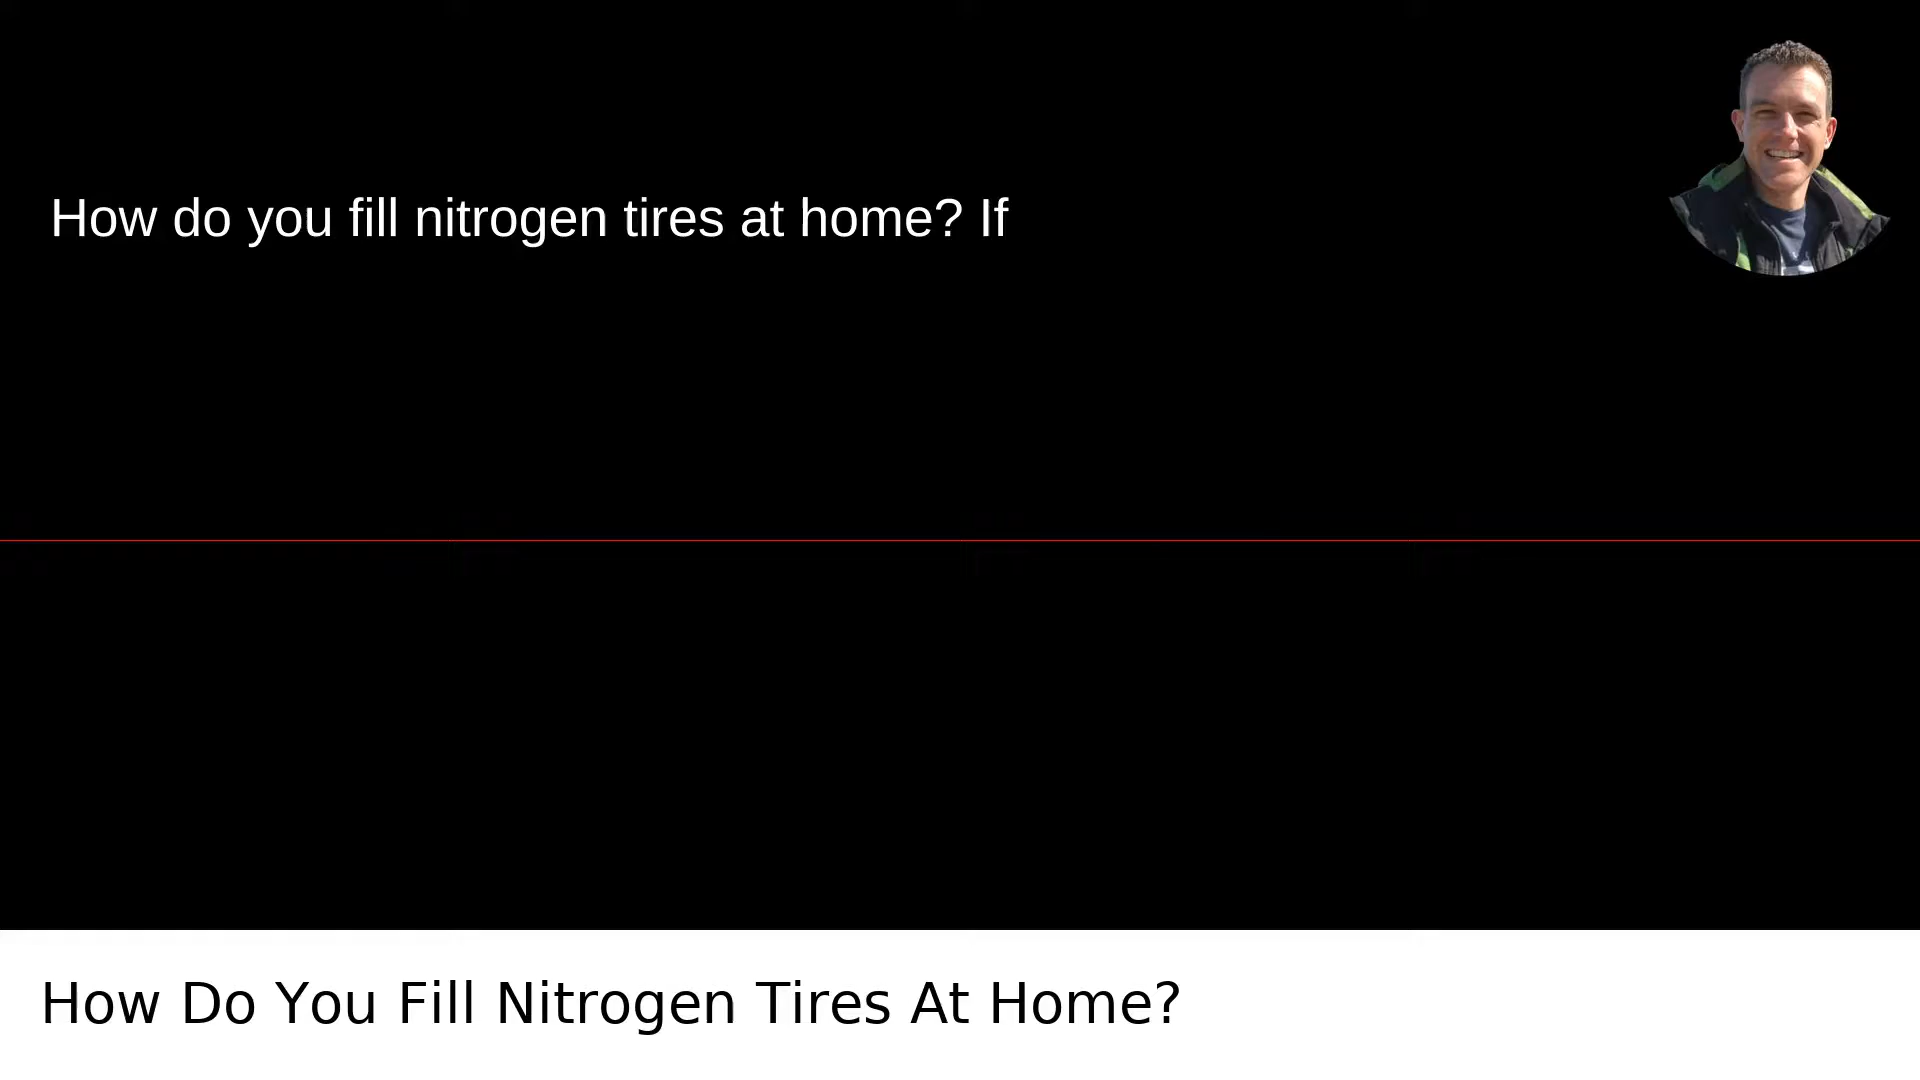 How do you fill nitrogen tires at home? If
How Do You Fill Nitrogen Tires At Home?